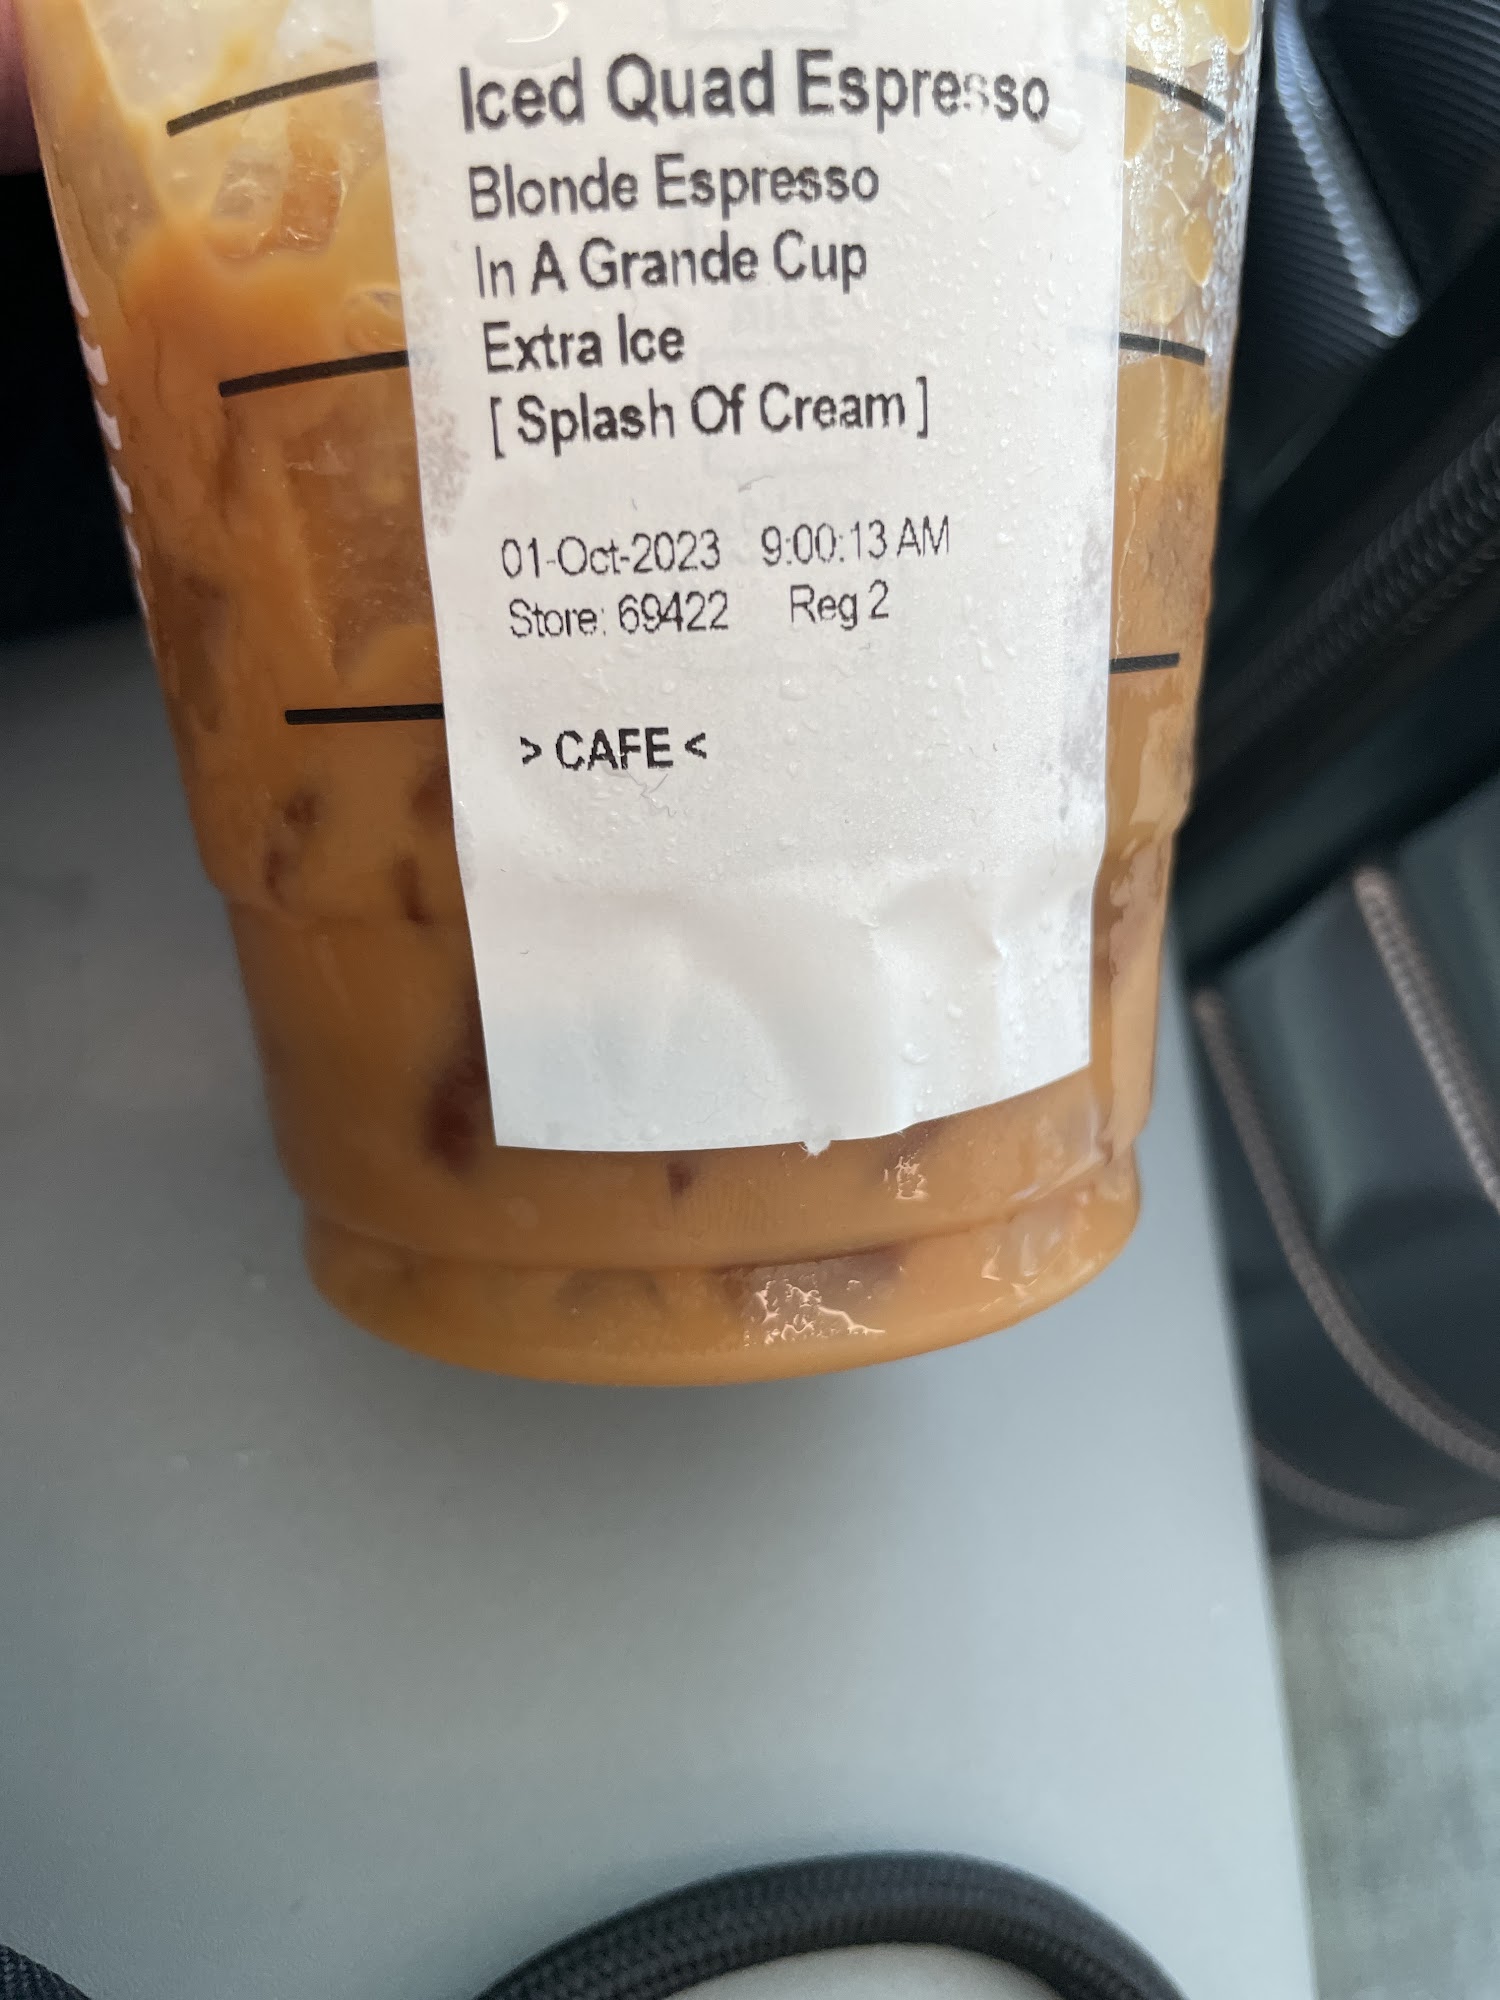 Iced Quad Espresso
Blonde Espresso
In A Grande Cup
Extra Ice
[ Splash Of Cream ]
01-Oct-2023 9:00:13 AM
Store: 69422 Reg 2
> CAFE <